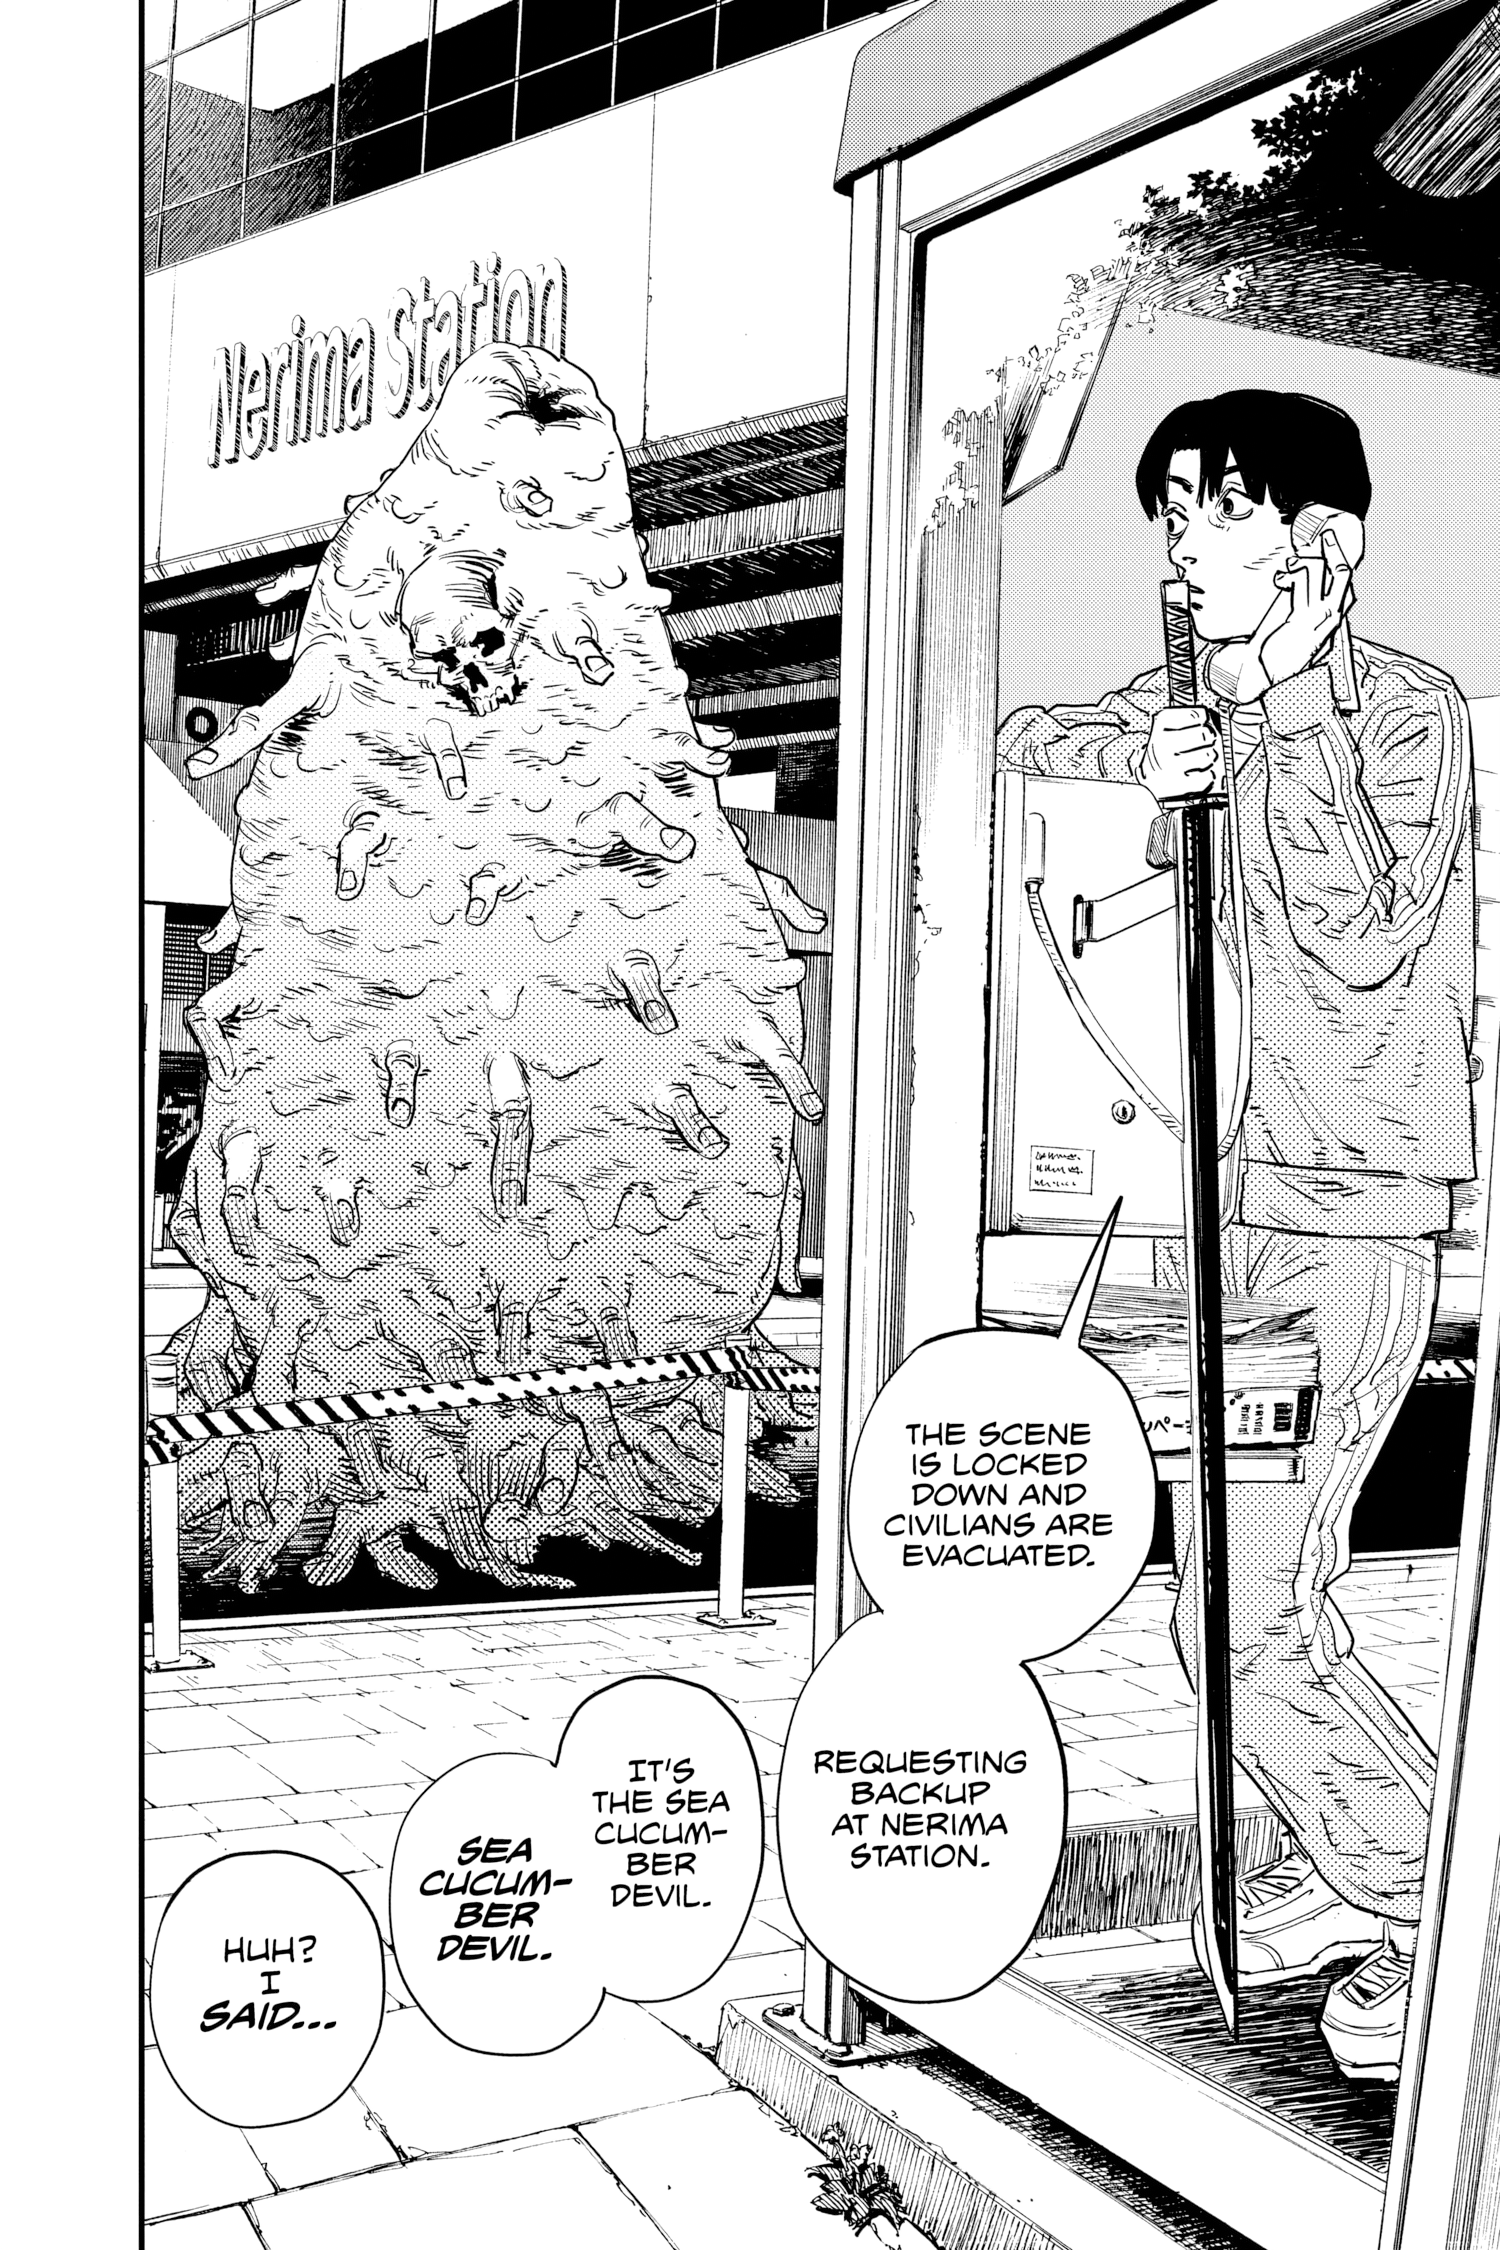 Nerima Station
THE SCENE
IS LOCKED
DOWN AND
CIVILIANS ARE
EVACUATED.
REQUESTING
BACKUP
AT NERIMA
STATION.
IT'S
THE SEA
CUCUM-
BER
DEVIL.
SEA
CUCUM-
BER
DEVIL.
HUH?
I
SAID...